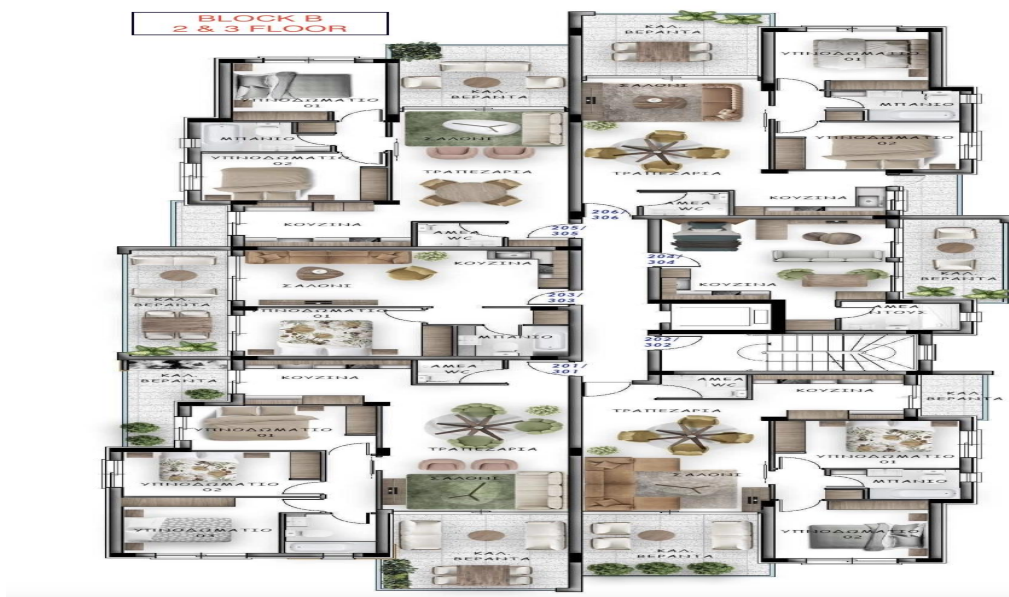 BLOCK B
2 & 3 FLOOR
ΚΑΛ.
ΒΕΡΑΝΤΑ
ΥΠΝΟΔΩΜΑΤΙΟ
01
ΚΑΛ.
ΒΕΡΑΝΤΑ
ΥΠΝΟΔΩΜΑΤΙΟ
01
ΣΑΛΟΝΙ
ΜΠΑΝΙΟ
ΜΠΑΝΙΟ
ΣΑΛΟΝΙ
ΥΠΝΟΔΩΜΑΤΙΟ
02
ΥΠΝΟΔΩΜΑΤΙΟ
02
ΤΡΑΠΕΖΑΡΙΑ
ΤΡΑΠΕΖΑΡΙΑ
ΚΟΥΖΙΝΑ
ΑΜΕΑ
WC
206/
306
ΚΟΥΖΙΝΑ
ΑΜΕΑ
WC
205/
305
204/
304
ΚΟΥΖΙΝΑ
ΣΑΛΟΝΙ
ΚΑΛ.
ΒΕΡΑΝΤΑ
ΚΟΥΖΙΝΑ
ΚΑΛ.
ΒΕΡΑΝΤΑ
203/
303
ΑΜΕΑ
ΝΤΟΥΣ
ΥΠΝΟΔΩΜΑΤΙΟ
01
ΜΠΑΝΙΟ
202/
302
201/
301
ΑΜΕΑ
WC
ΚΑΛ.
ΒΕΡΑΝΤΑ
ΚΟΥΖΙΝΑ
ΑΜΕΑ
WC
ΚΟΥΖΙΝΑ
ΚΑΛ.
ΒΕΡΑΝΤΑ
ΤΡΑΠΕΖΑΡΙΑ
ΥΠΝΟΔΩΜΑΤΙΟ
01
ΤΡΑΠΕΖΑΡΙΑ
ΥΠΝΟΔΩΜΑΤΙΟ
01
ΥΠΝΟΔΩΜΑΤΙΟ
02
ΣΑΛΟΝΙ
ΣΑΛΟΝΙ
ΜΠΑΝΙΟ
ΥΠΝΟΔΩΜΑΤΙΟ
03
ΥΠΝΟΔΩΜΑΤΙΟ
02
ΚΑΛ.
ΒΕΡΑΝΤΑ
ΚΑΛ.
ΒΕΡΑΝΤΑ